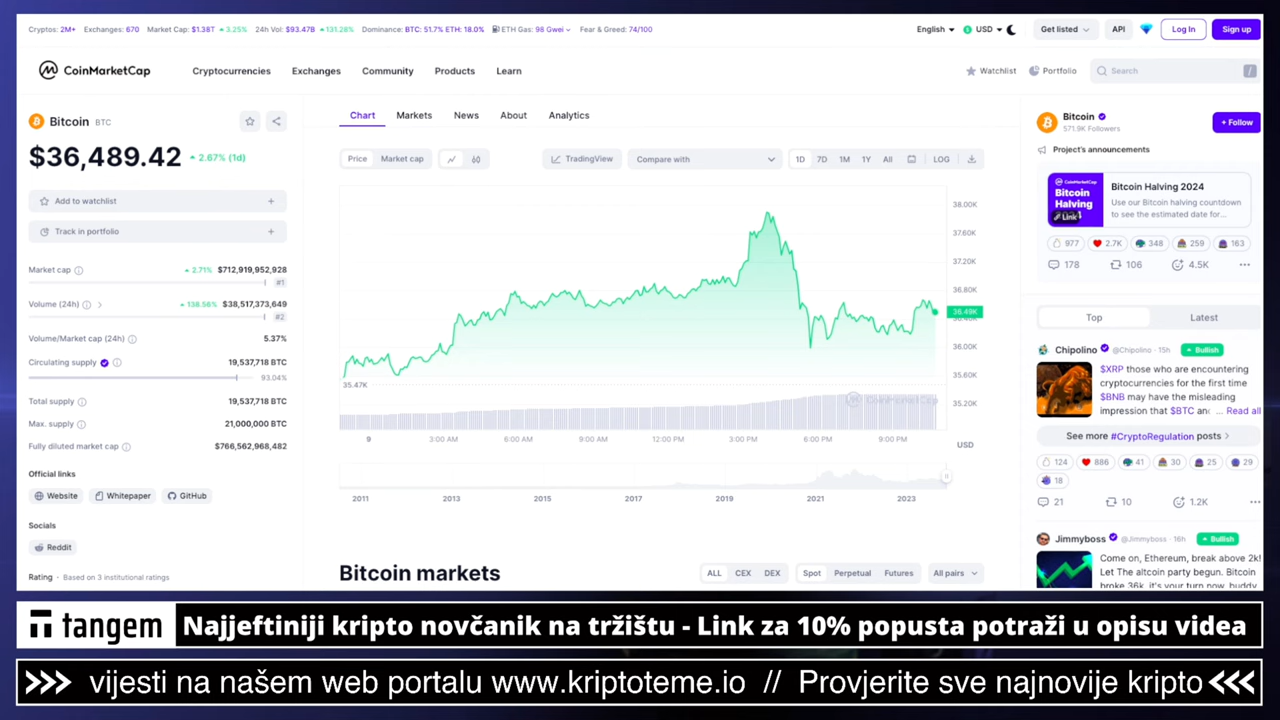 Cryptos: 2M+ Exchanges: 670 Market Cap: $1.38T 3.25% 24h Vol: $93.47B 131.28% Dominance: BTC: 51.7% ETH: 18.0% ETH Gas: 98 Gwei Fear & Greed: 74/100
English USD Get listed API Log In Sign up
CoinMarketCap Cryptocurrencies Exchanges Community Products Learn
Watchlist Portfolio Search /
Bitcoin BTC
$36,489.42 2.67% (1d)
Add to watchlist +
Track in portfolio +
Market cap 2.71% $712,919,952,928
#1
Volume (24h) 138.56% $38,517,373,649
#2
Volume/Market cap (24h) 5.37%
Circulating supply 19,537,718 BTC
93.04%
Total supply 19,537,718 BTC
Max. supply 21,000,000 BTC
Fully diluted market cap $766,562,968,482
Official links
Website Whitepaper GitHub
Socials
Reddit
Rating · Based on 3 institutional ratings
Chart Markets News About Analytics
Price Market cap TradingView Compare with 1D 7D 1M 1Y All LOG
38.00K
37.60K
37.20K
36.80K
36.49K
36.00K
35.60K
35.47K
35.20K
CoinMarketCap
9 3:00 AM 6:00 AM 9:00 AM 12:00 PM 3:00 PM 6:00 PM 9:00 PM USD
2011 2013 2015 2017 2019 2021 2023
Bitcoin markets
ALL CEX DEX Spot Perpetual Futures All pairs
Bitcoin
571.9K Followers
+ Follow
Project's announcements
CoinMarketCap
Bitcoin
Halving
Link
Bitcoin Halving 2024
Use our Bitcoin halving countdown
to see the estimated date for...
977 2.7K 348 259 163
178 106 4.5K
Top Latest
Chipolino @Chipolino · 15h Bullish
$XRP those who are encountering
cryptocurrencies for the first time
$BNB may have the misleading
impression that $BTC and ... Read all
See more #CryptoRegulation posts
124 886 41 30 25 29
18
21 10 1.2K
Jimmyboss @Jimmyboss · 16h Bullish
Come on, Ethereum, break above 2k!
Let The altcoin party begun. Bitcoin
broke 36k, it's your turn now, buddy
tangem Najjeftiniji kripto novčanik na tržištu - Link za 10% popusta potraži u opisu videa
>>> vijesti na našem web portalu www.kriptoteme.io // Provjerite sve najnovije kripto <<<